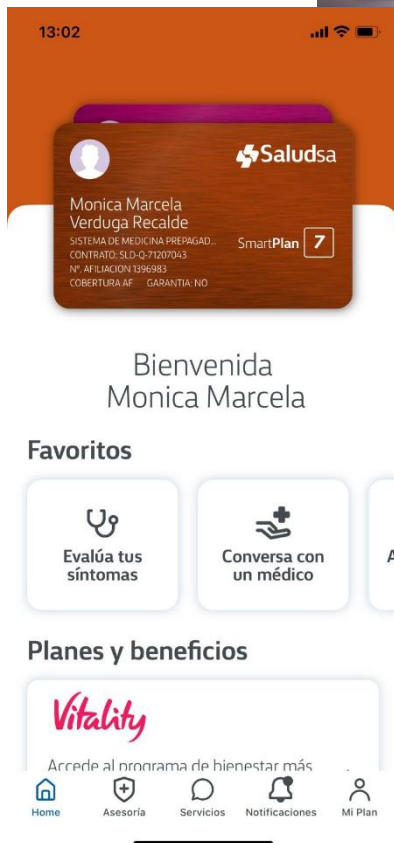 13:02
Saludsa
Monica Marcela
Verduga Recalde
SISTEMA DE MEDICINA PREPAGAD...
CONTRATO: SLD-Q-71207043
Nº. AFILIACION 1396983
COBERTURA AF GARANTIA: NO
SmartPlan 7
Bienvenida
Monica Marcela
Favoritos
Evalúa tus
síntomas
Conversa con
un médico
A
Planes y beneficios
Vitality
Accede al programa de bienestar más
Home
Asesoría
Servicios
Notificaciones
Mi Plan